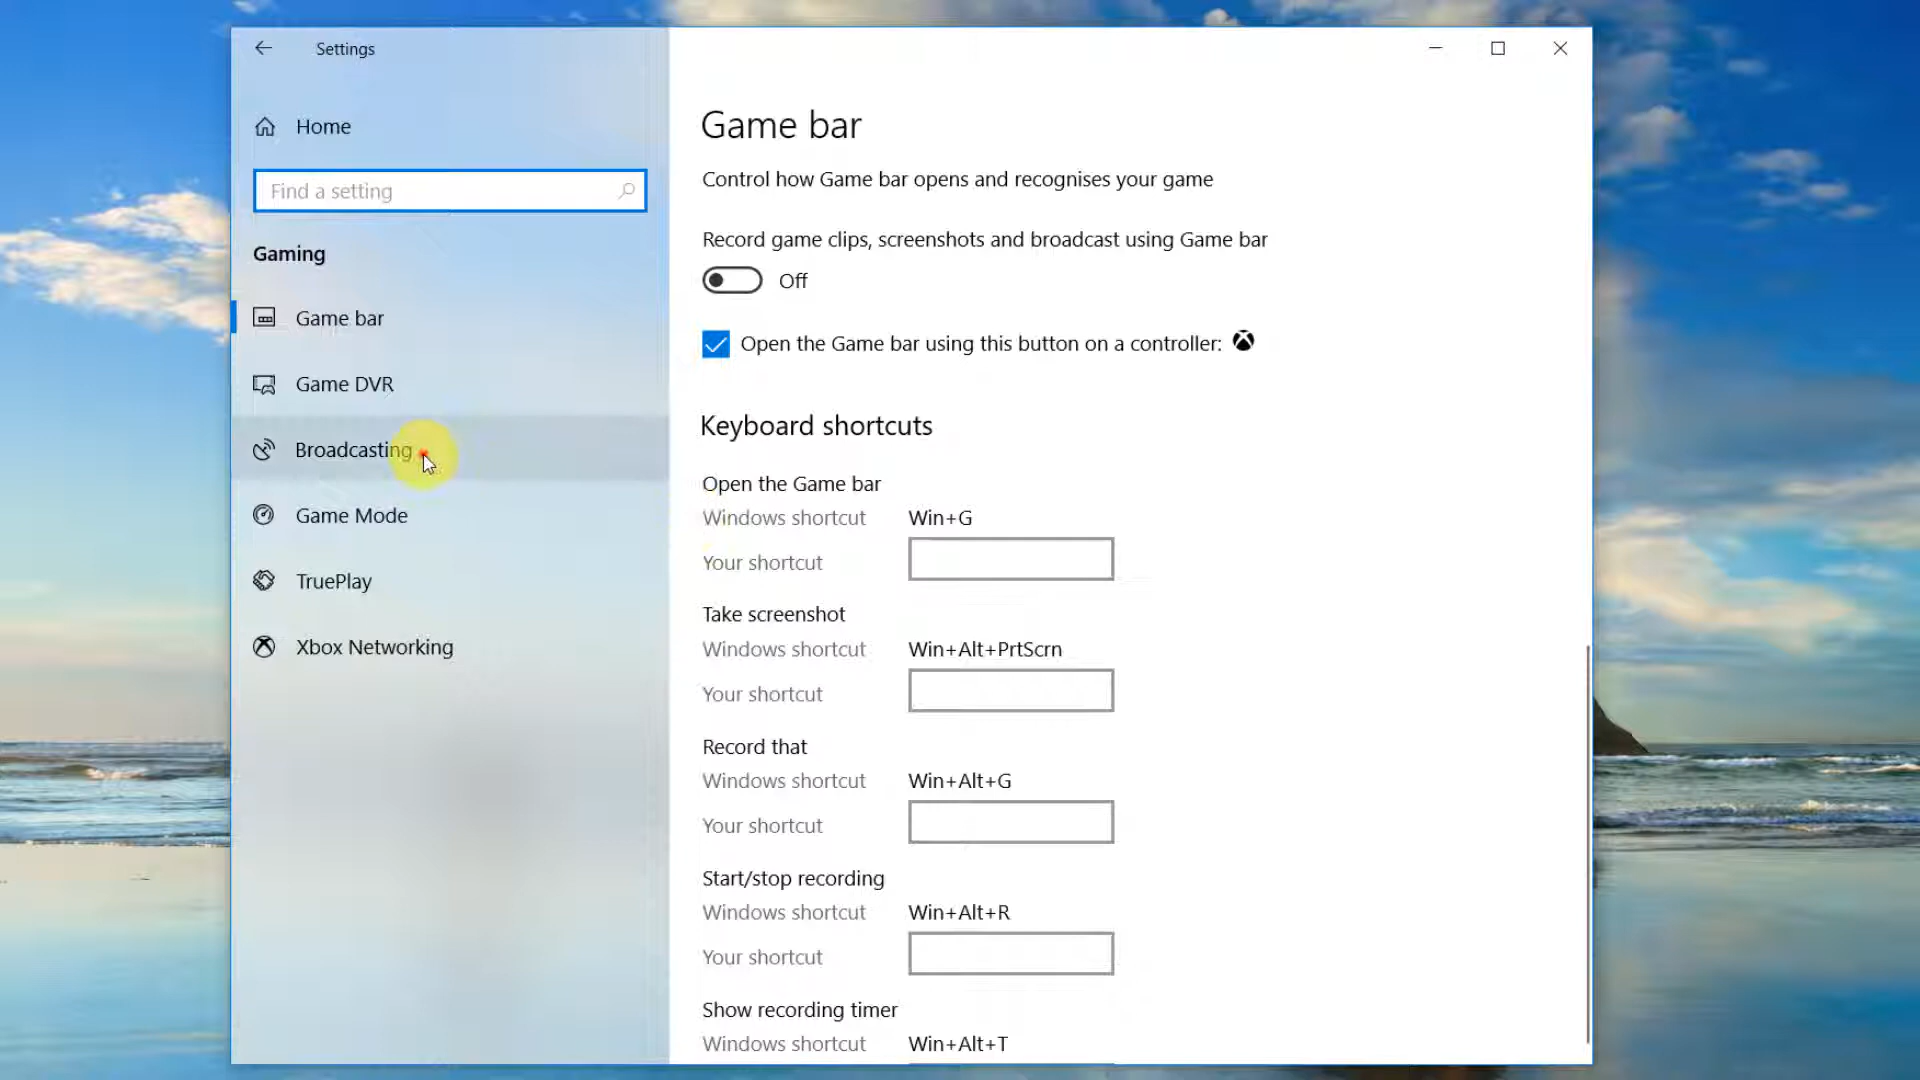 Settings
Home
Find a setting
Gaming
Game bar
Game DVR
Broadcasting
Game Mode
TruePlay
Xbox Networking
Game bar
Control how Game bar opens and recognises your game
Record game clips, screenshots and broadcast using Game bar
Off
Open the Game bar using this button on a controller:
Keyboard shortcuts
Open the Game bar
Windows shortcut Win+G
Your shortcut
Take screenshot
Windows shortcut Win+Alt+PrtScrn
Your shortcut
Record that
Windows shortcut Win+Alt+G
Your shortcut
Start/stop recording
Windows shortcut Win+Alt+R
Your shortcut
Show recording timer
Windows shortcut Win+Alt+T